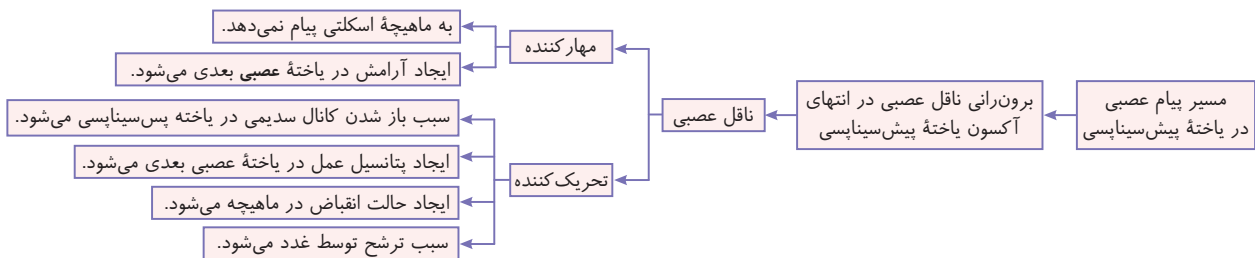 مسیر پیام عصبی
در یاختهٔ پیش‌سیناپسی
برون‌رانی ناقل عصبی در انتهای
آکسون یاختهٔ پیش‌سیناپسی
ناقل عصبی
مهارکننده
به ماهیچهٔ اسکلتی پیام نمی‌دهد.
ایجاد آرامش در یاختهٔ عصبی بعدی می‌شود.
تحریک‌کننده
سبب باز شدن کانال سدیمی در یاخته پس‌سیناپسی می‌شود.
ایجاد پتانسیل عمل در یاختهٔ عصبی بعدی می‌شود.
ایجاد حالت انقباض در ماهیچه می‌شود.
سبب ترشح توسط غدد می‌شود.